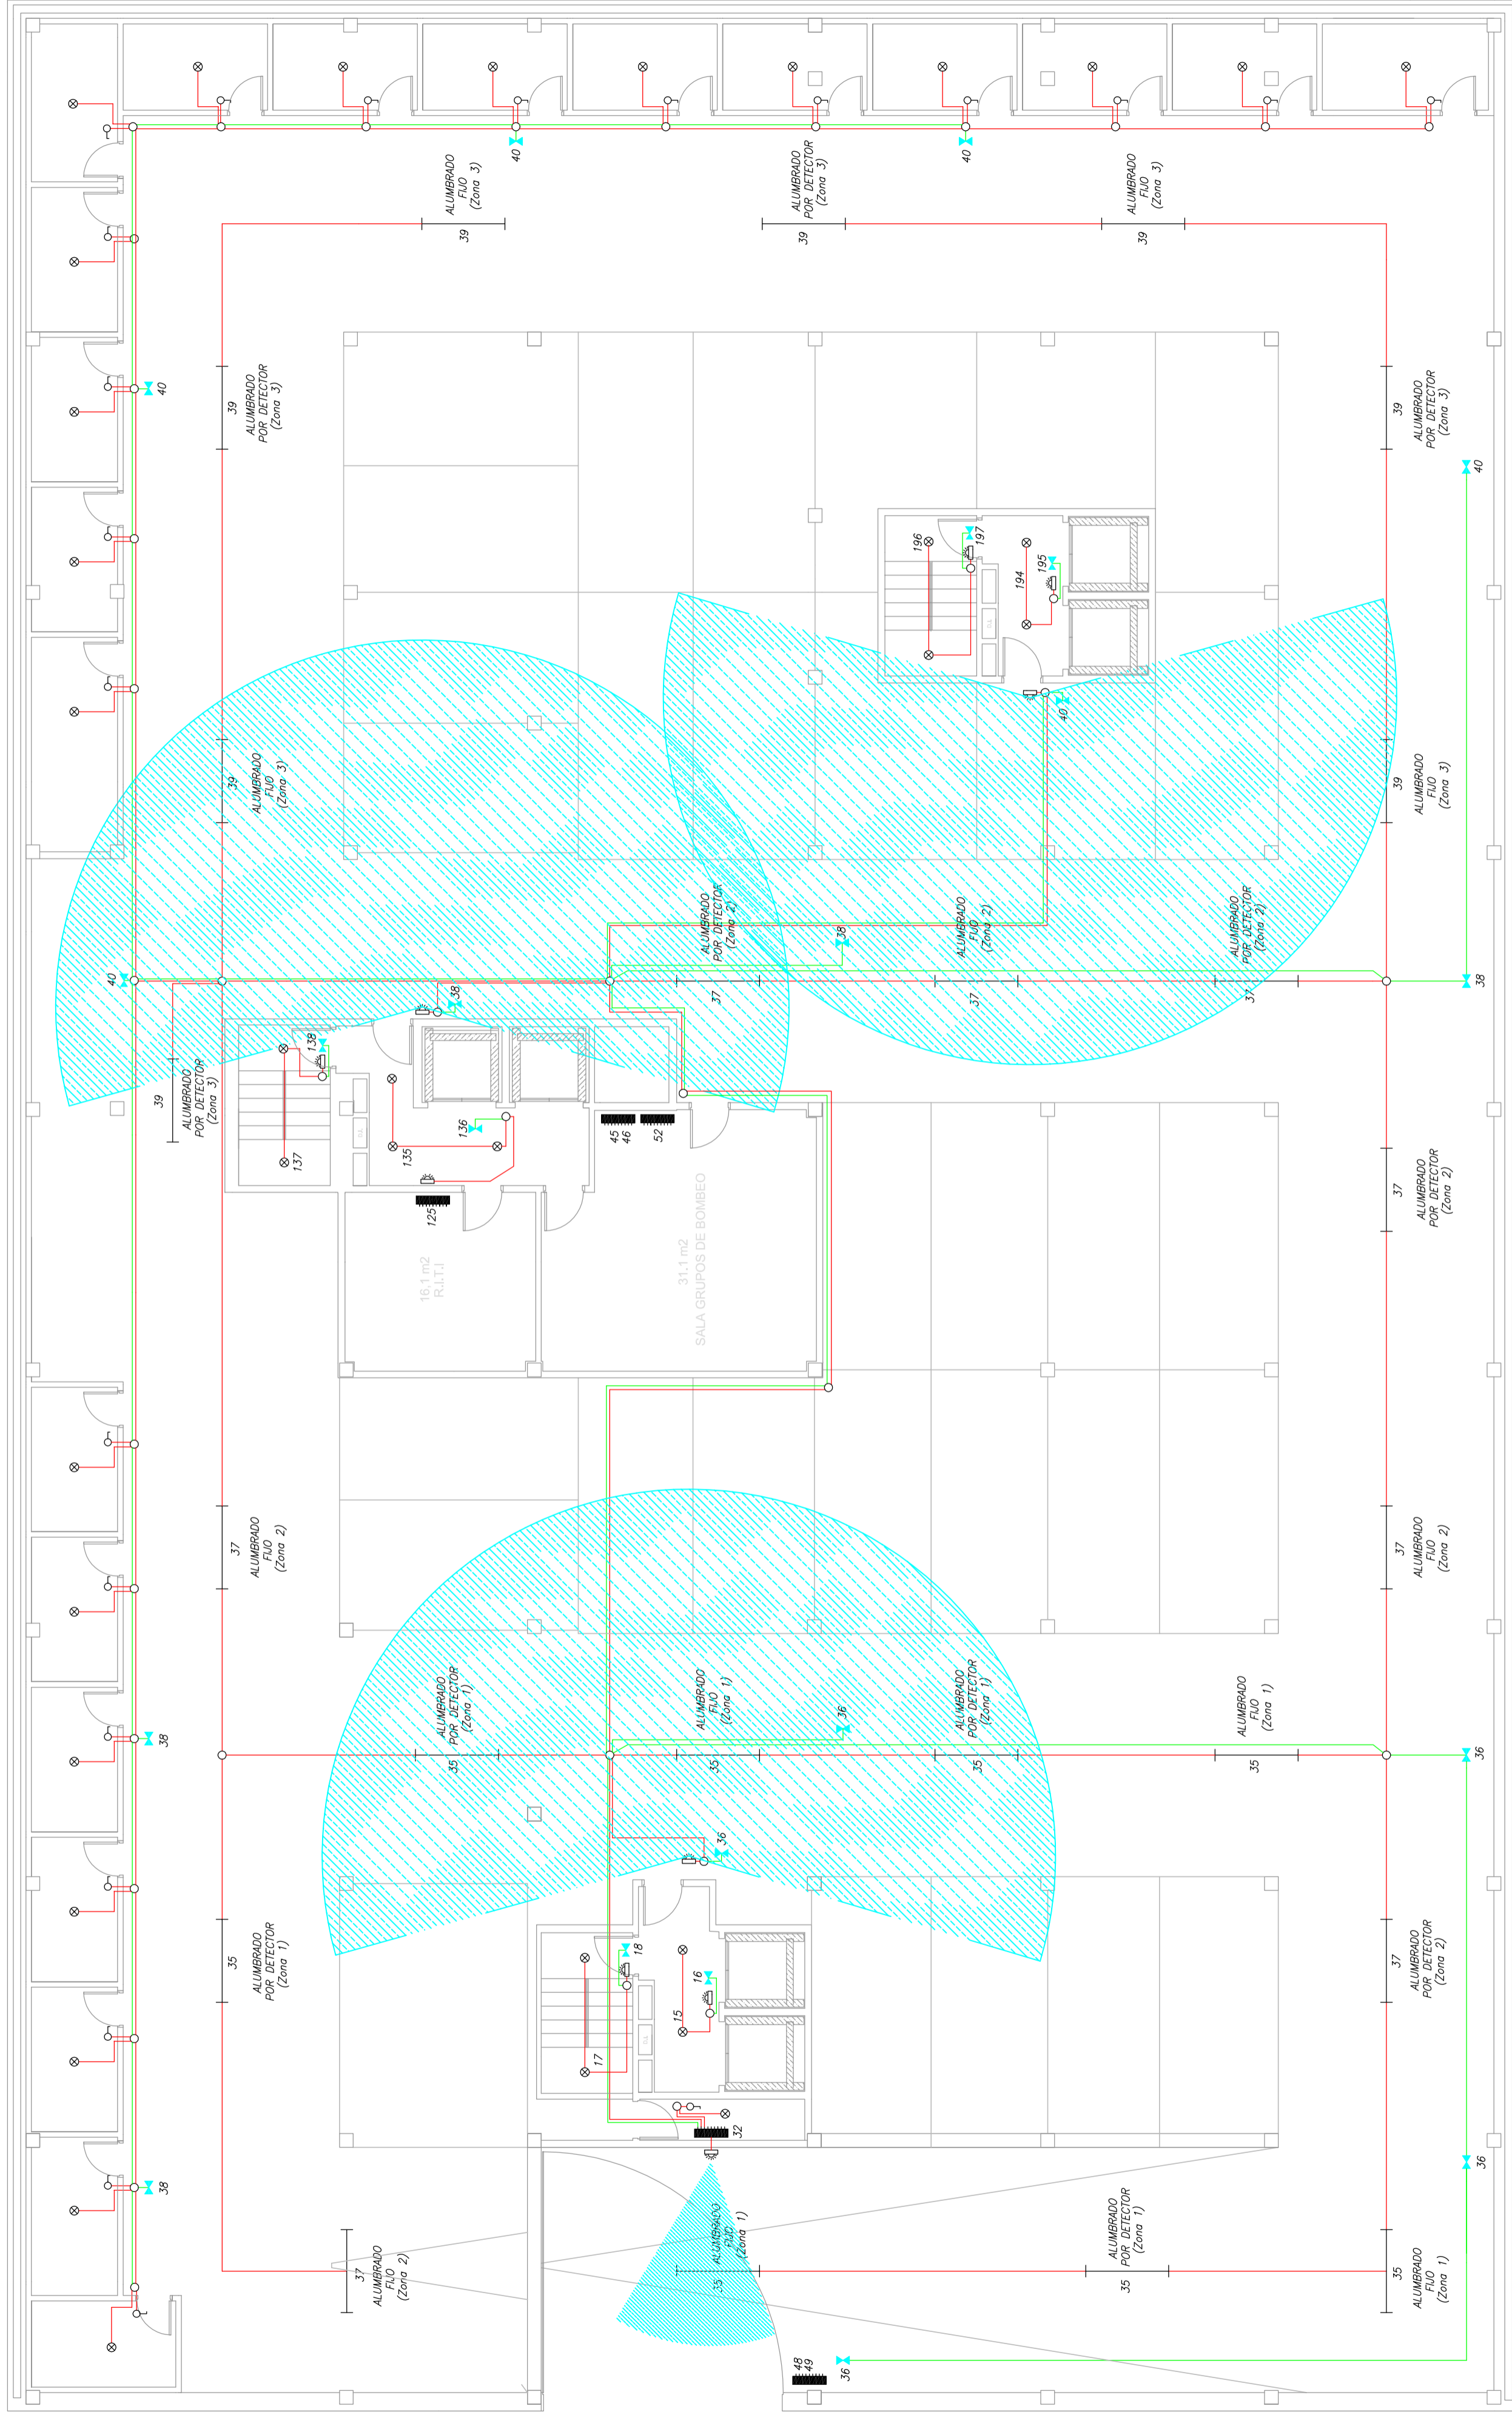 40
40
ALUMBRADO
FIJO
(Zona 3)
39
ALUMBRADO
POR DETECTOR
(Zona 3)
39
ALUMBRADO
FIJO
(Zona 3)
39
40
39
ALUMBRADO
POR DETECTOR
(Zona 3)
39
ALUMBRADO
POR DETECTOR
(Zona 3)
40
196
197
194
195
40
39
ALUMBRADO
FIJO
(Zona 3)
39
ALUMBRADO
FIJO
(Zona 3)
ALUMBRADO
POR DETECTOR
(Zona 2)
37
ALUMBRADO
FIJO
(Zona 2)
37
ALUMBRADO
POR DETECTOR
(Zona 2)
37
38
40
38
38
39
ALUMBRADO
POR DETECTOR
(Zona 3)
138
137
135
136
125
45
46
52
16,1 m2
R.I.T.I
31.1 m2
SALA GRUPOS DE BOMBEO
37
ALUMBRADO
POR DETECTOR
(Zona 2)
37
ALUMBRADO
FIJO
(Zona 2)
37
ALUMBRADO
FIJO
(Zona 2)
38
ALUMBRADO
POR DETECTOR
(Zona 1)
35
ALUMBRADO
FIJO
(Zona 1)
35
36
ALUMBRADO
POR DETECTOR
(Zona 1)
35
ALUMBRADO
FIJO
(Zona 1)
35
36
36
35
ALUMBRADO
POR DETECTOR
(Zona 1)
37
ALUMBRADO
POR DETECTOR
(Zona 2)
18
16
15
17
32
38
36
37
ALUMBRADO
FIJO
(Zona 2)
35
ALUMBRADO
FIJO
(Zona 1)
ALUMBRADO
POR DETECTOR
(Zona 1)
35
35
ALUMBRADO
FIJO
(Zona 1)
48
49
36